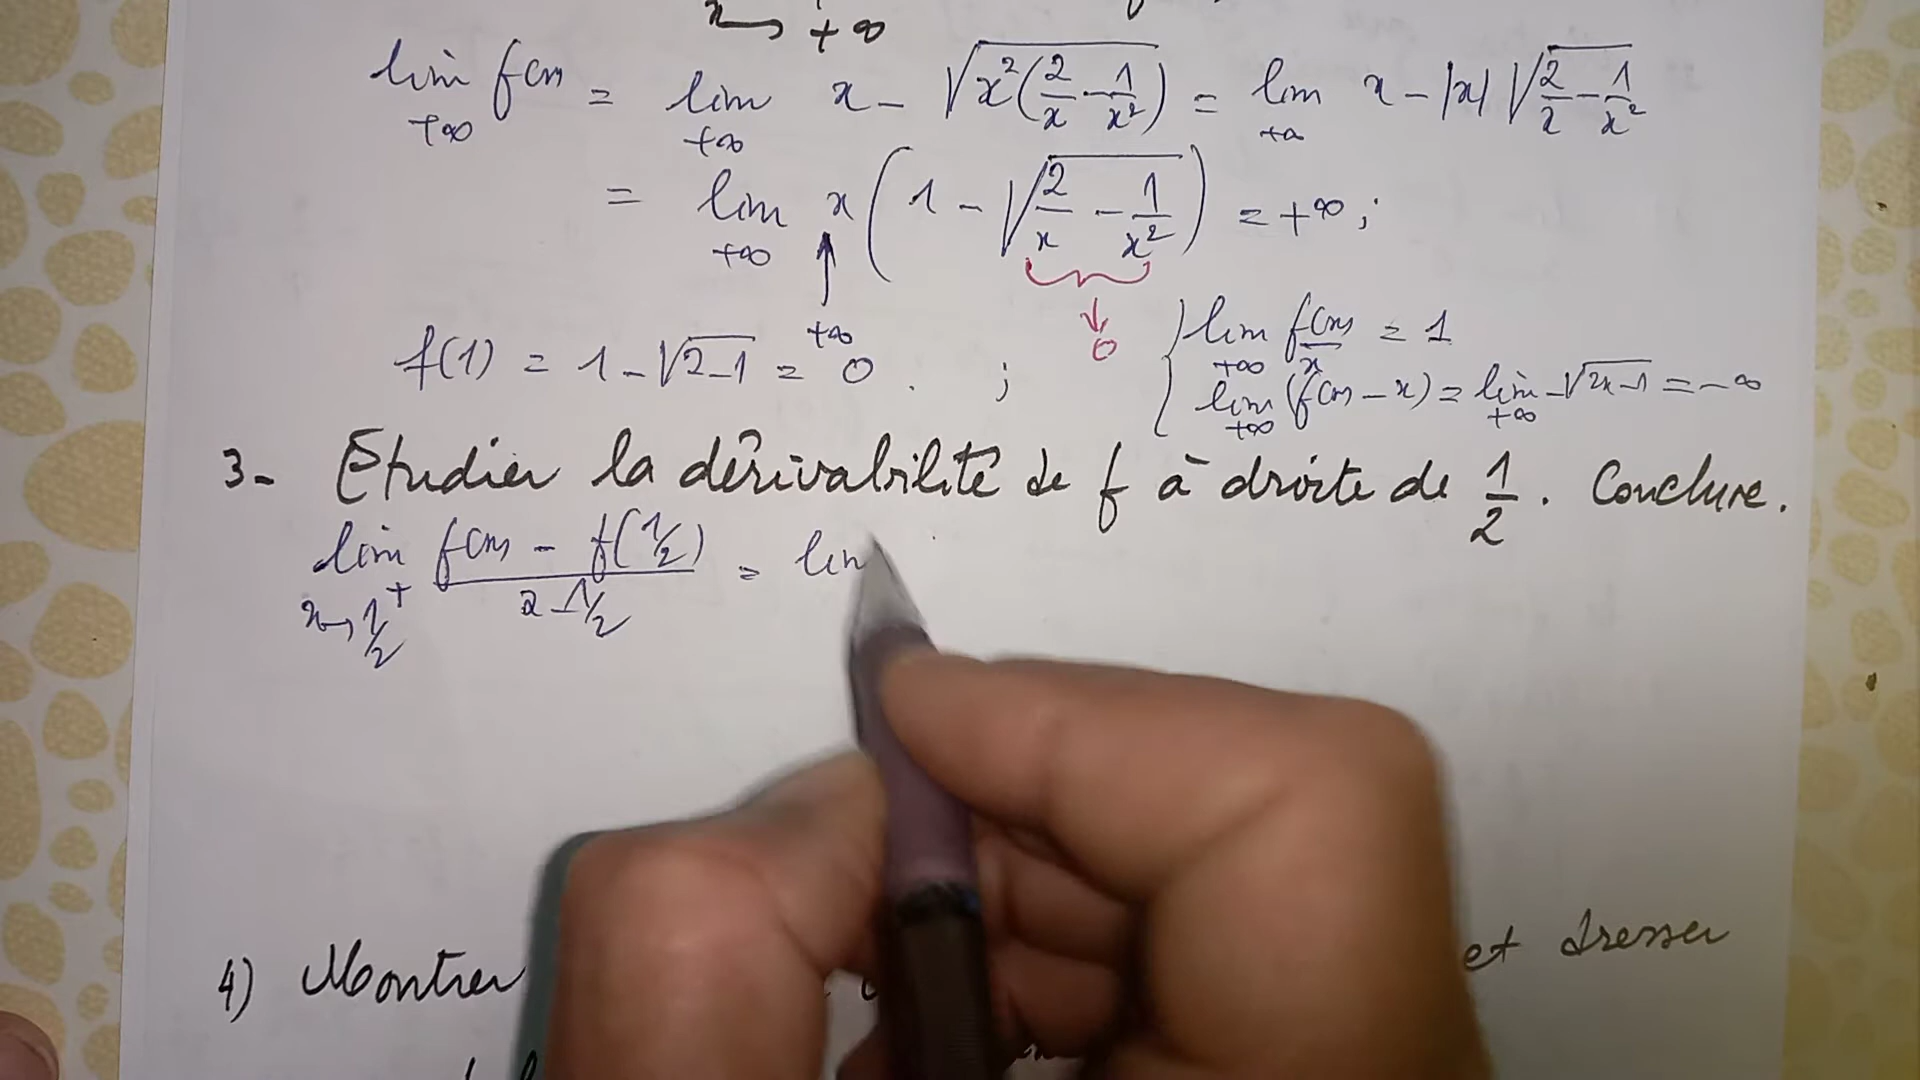 x → +∞
lim f(x) = lim x - √x²(2/x - 1/x²) = lim x - |x| √2/x - 1/x²
+∞ +∞ +∞
= lim x ( 1 - √2/x - 1/x² ) = +∞ ;
+∞ +∞ 0
f(1) = 1 - √2-1 = 0 . ; { lim f(x)/x = 1
+∞
lim (f(x) - x) = lim -√2x-1 = -∞
+∞ +∞
3- Etudier la dérivabilité de f à droite de 1/2 . Conclure.
lim f(x) - f(1/2) / x - 1/2 = lim
x→1/2⁺
4) Montrer et dresser